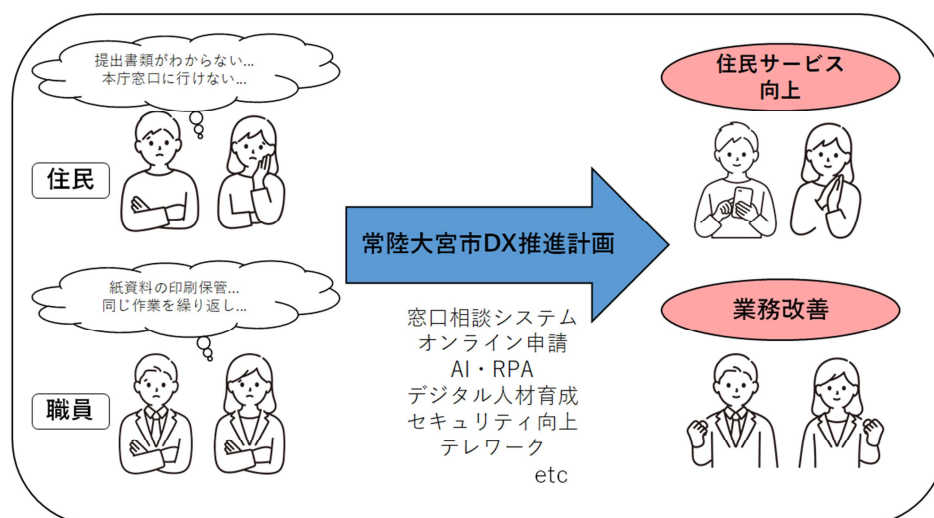 提出書類がわからない...
本庁窓口に行けない...
住民
紙資料の印刷保管...
同じ作業を繰り返し...
職員
常陸大宮市DX推進計画
窓口相談システム
オンライン申請
AI・RPA
デジタル人材育成
セキュリティ向上
テレワーク
etc
住民サービス
向上
業務改善